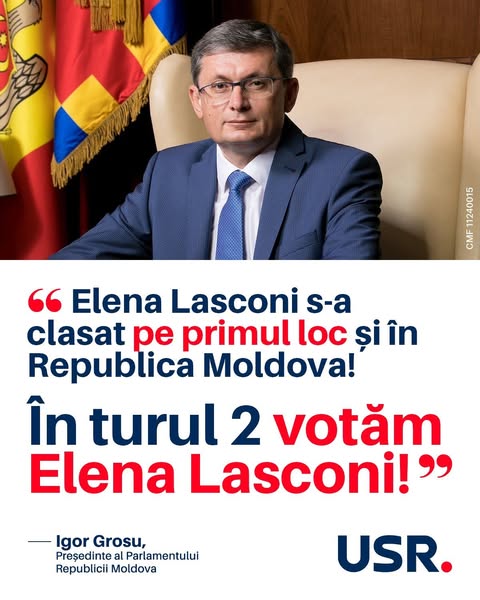 CMF 11240015
“ Elena Lasconi s-a
clasat pe primul loc și în
Republica Moldova!
În turul 2 votăm
Elena Lasconi! ”
— Igor Grosu,
Președinte al Parlamentului
Republicii Moldova
USR.